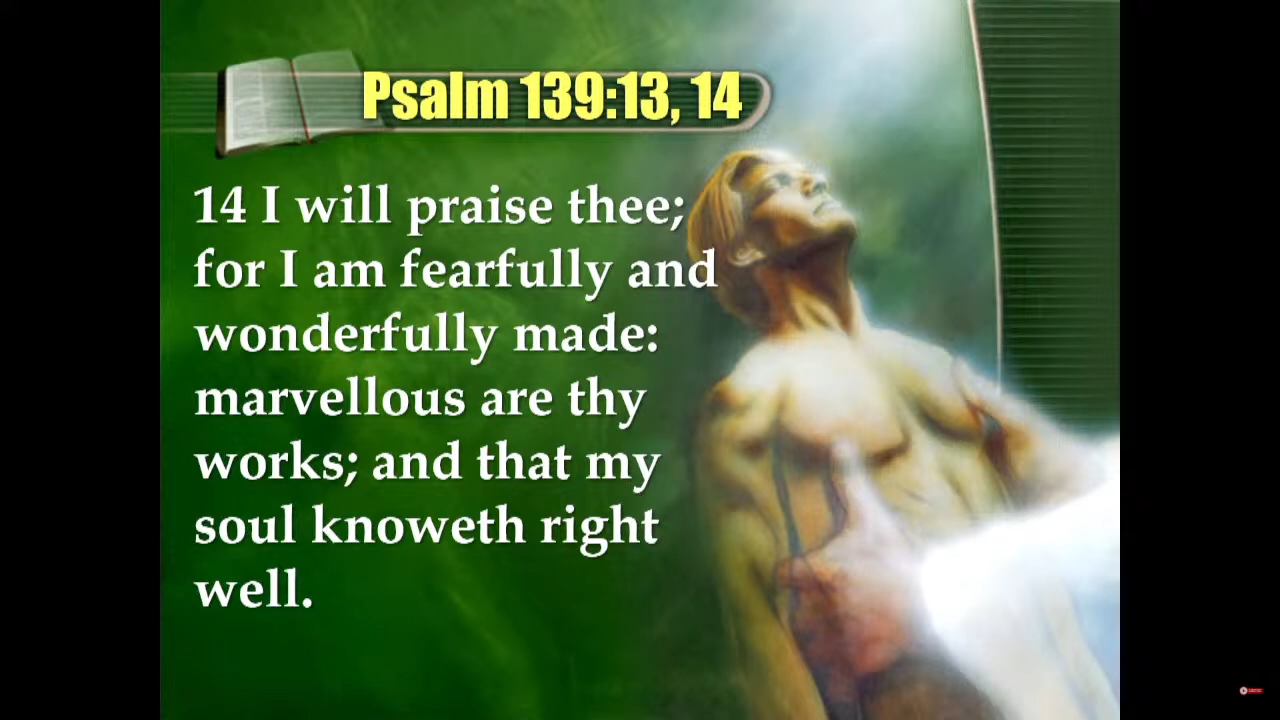 Psalm 139:13, 14
14 I will praise thee;
for I am fearfully and
wonderfully made:
marvellous are thy
works; and that my
soul knoweth right
well.